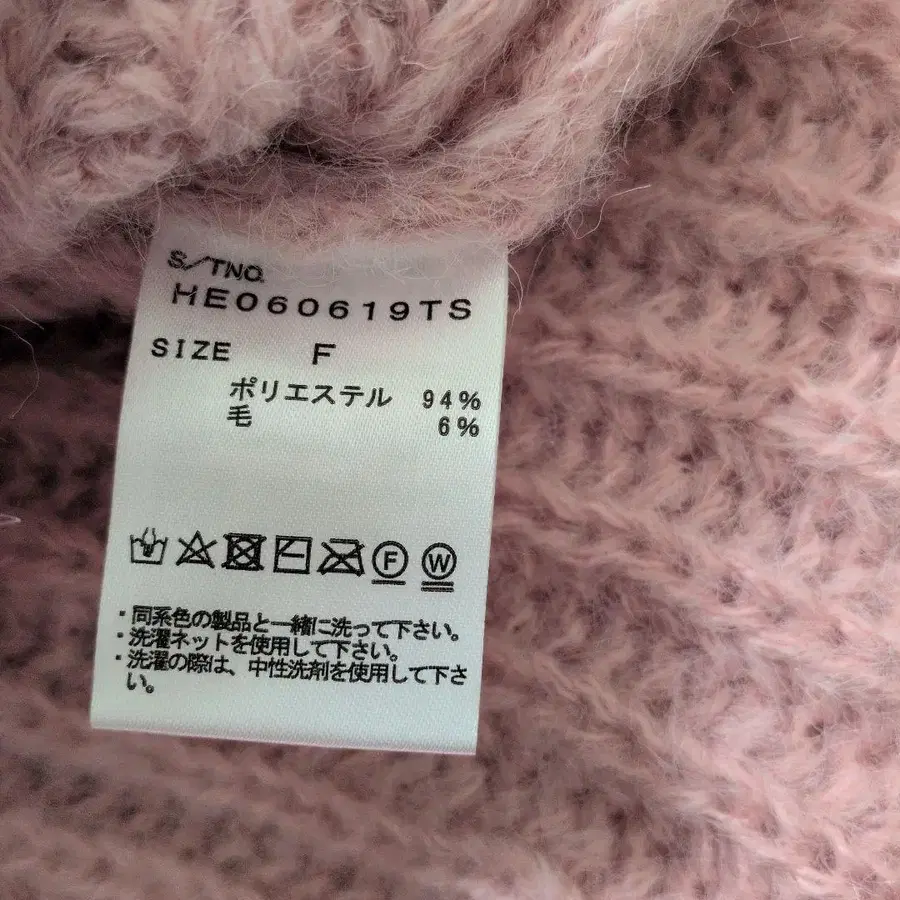 S/TNO.
HE060619TS
SIZE F
ポリエステル 94%
毛 6%
F W
・同系色の製品と一緒に洗って下さい。
・洗濯ネットを使用して下さい。
・洗濯の際は、中性洗剤を使用して下さ
い。